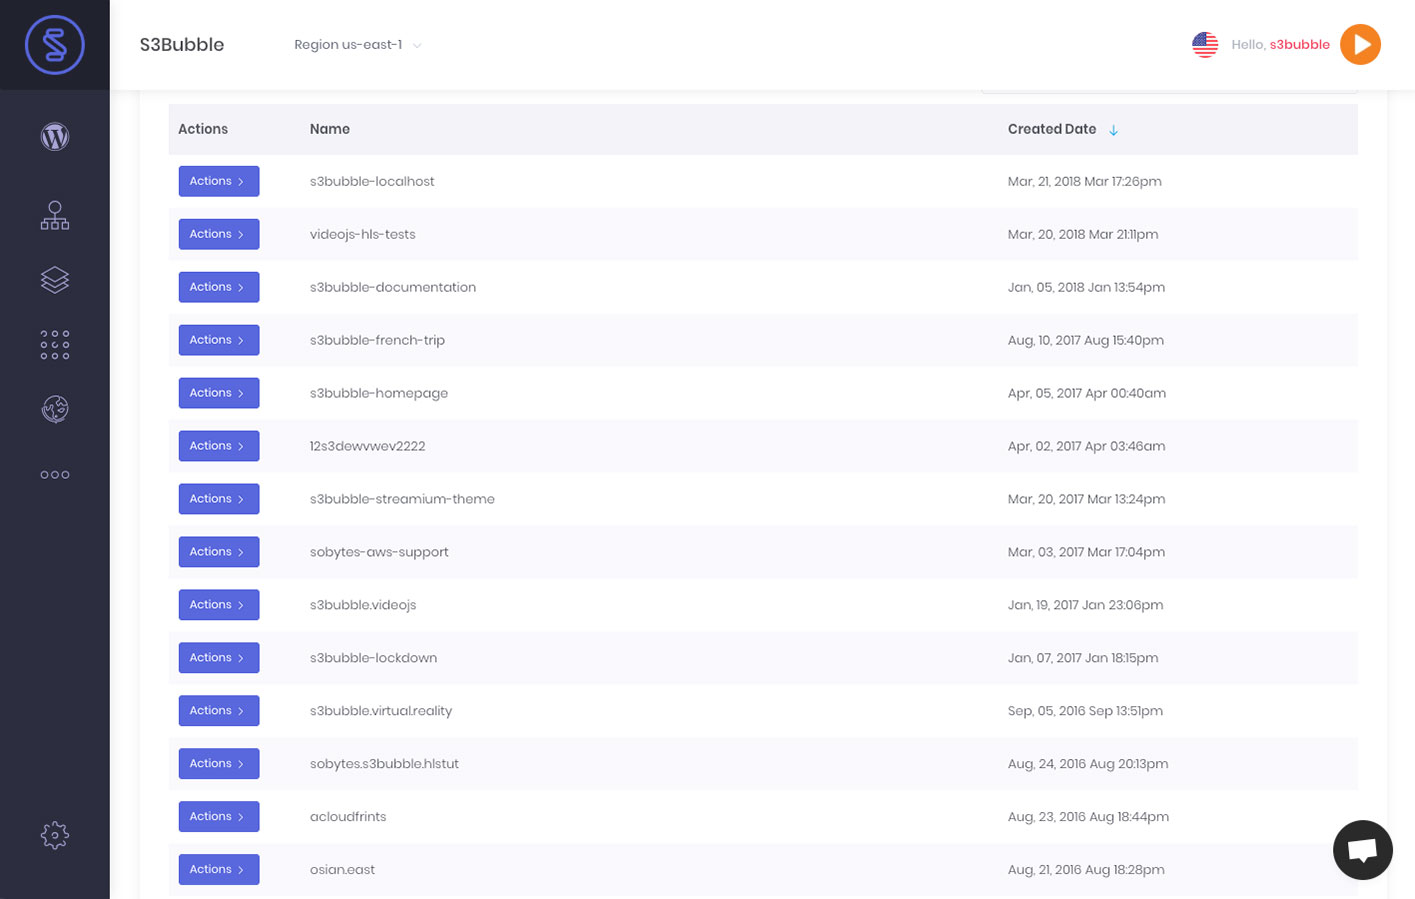 S3Bubble
Region us-east-1
Hello, s3bubble
Actions Name Created Date
Actions s3bubble-localhost Mar, 21, 2018 Mar 17:26pm
Actions videojs-hls-tests Mar, 20, 2018 Mar 21:11pm
Actions s3bubble-documentation Jan, 05, 2018 Jan 13:54pm
Actions s3bubble-french-trip Aug, 10, 2017 Aug 15:40pm
Actions s3bubble-homepage Apr, 05, 2017 Apr 00:40am
Actions 12s3dewvwev2222 Apr, 02, 2017 Apr 03:46am
Actions s3bubble-streamium-theme Mar, 20, 2017 Mar 13:24pm
Actions sobytes-aws-support Mar, 03, 2017 Mar 17:04pm
Actions s3bubble.videojs Jan, 19, 2017 Jan 23:06pm
Actions s3bubble-lockdown Jan, 07, 2017 Jan 18:15pm
Actions s3bubble.virtual.reality Sep, 05, 2016 Sep 13:51pm
Actions sobytes.s3bubble.hlstut Aug, 24, 2016 Aug 20:13pm
Actions acloudfrints Aug, 23, 2016 Aug 18:44pm
Actions osian.east Aug, 21, 2016 Aug 18:28pm